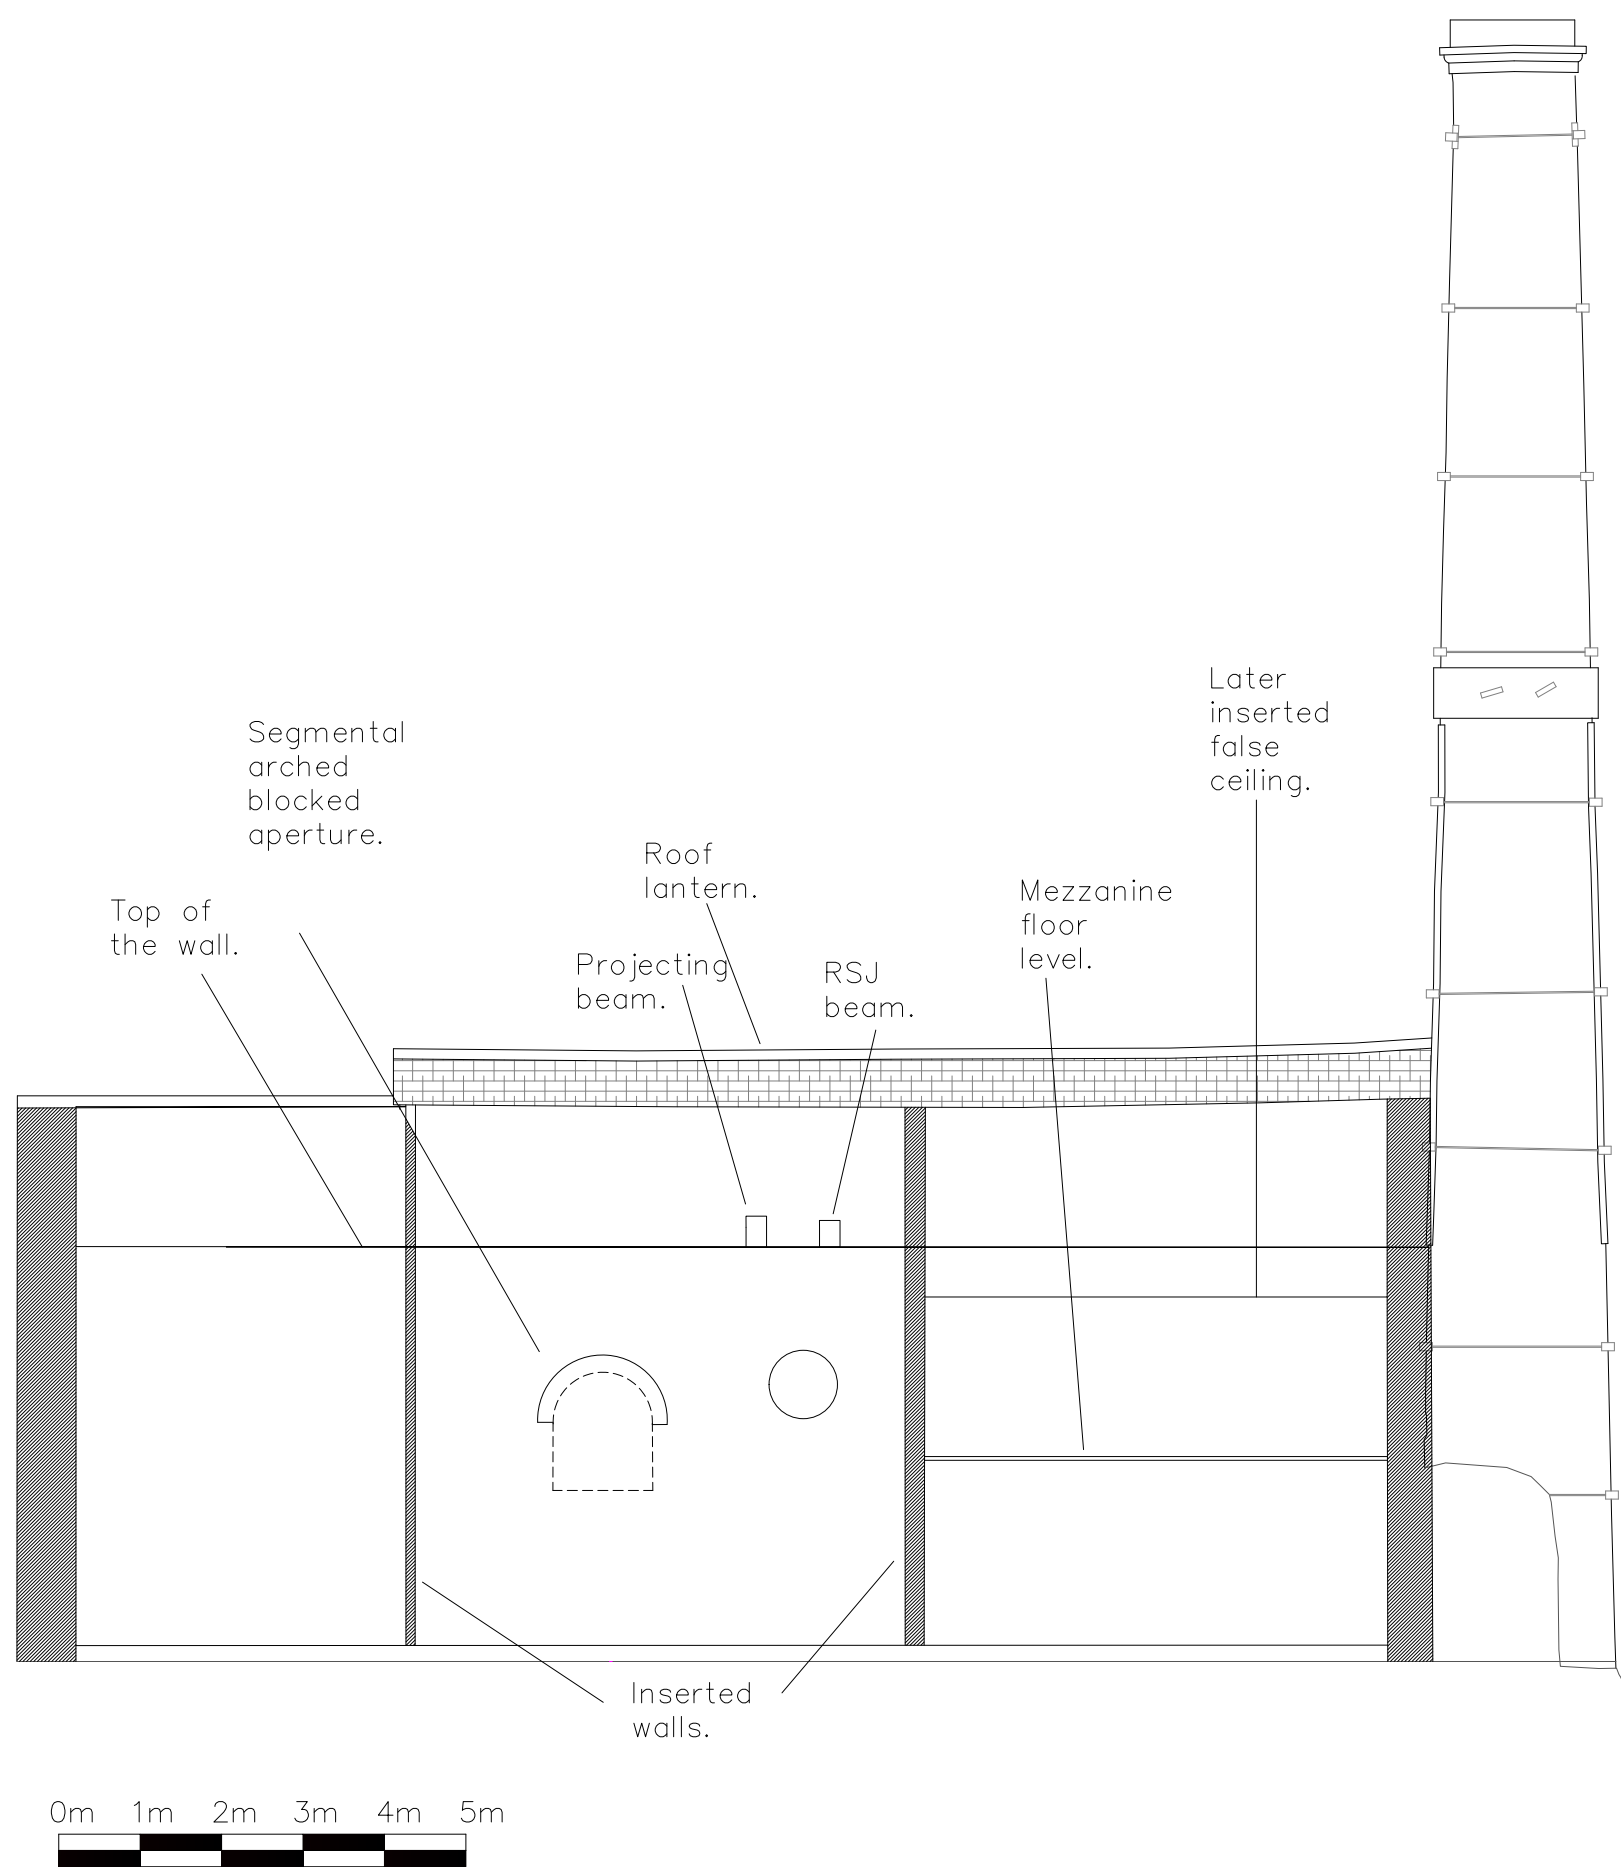 Later
inserted
false
ceiling.
Segmental
arched
blocked
aperture.
Roof
lantern.
Mezzanine
floor
level.
Top of
the wall.
Projecting
beam.
RSJ
beam.
Inserted
walls.
0m 1m 2m 3m 4m 5m